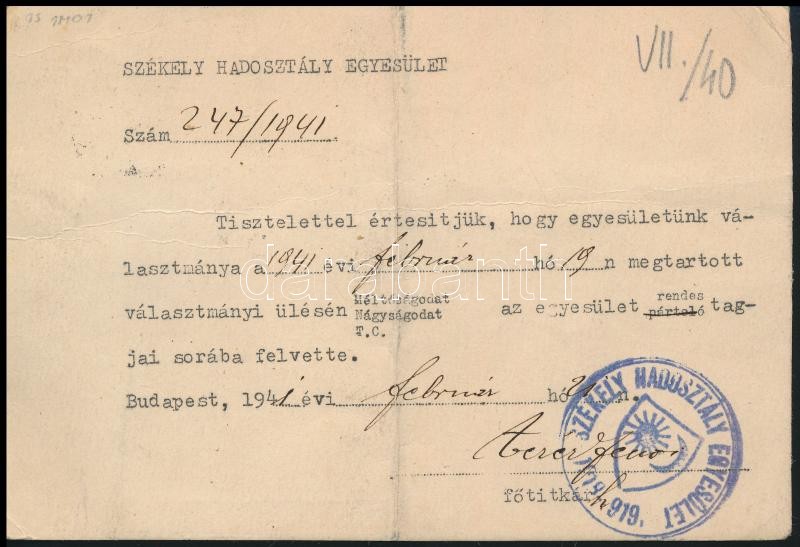 VII./40
SZÉKELY HADOSZTÁLY EGYESÜLET
Szám 247/1941.
Tisztelettel értesitjük, hogy egyesületünk vá-
lasztmánya a 1941 évi február hó 19 n megtartott
választmányi ülésén Méltóságodat Nágyságodat T.C. az egyesület rendes pártoló tag-
jai sorába felvette.
Budapest, 1941 évi február hó n.
főtitkár
SZÉKELY HADOSZTÁLY EGYESÜLET
darabanth